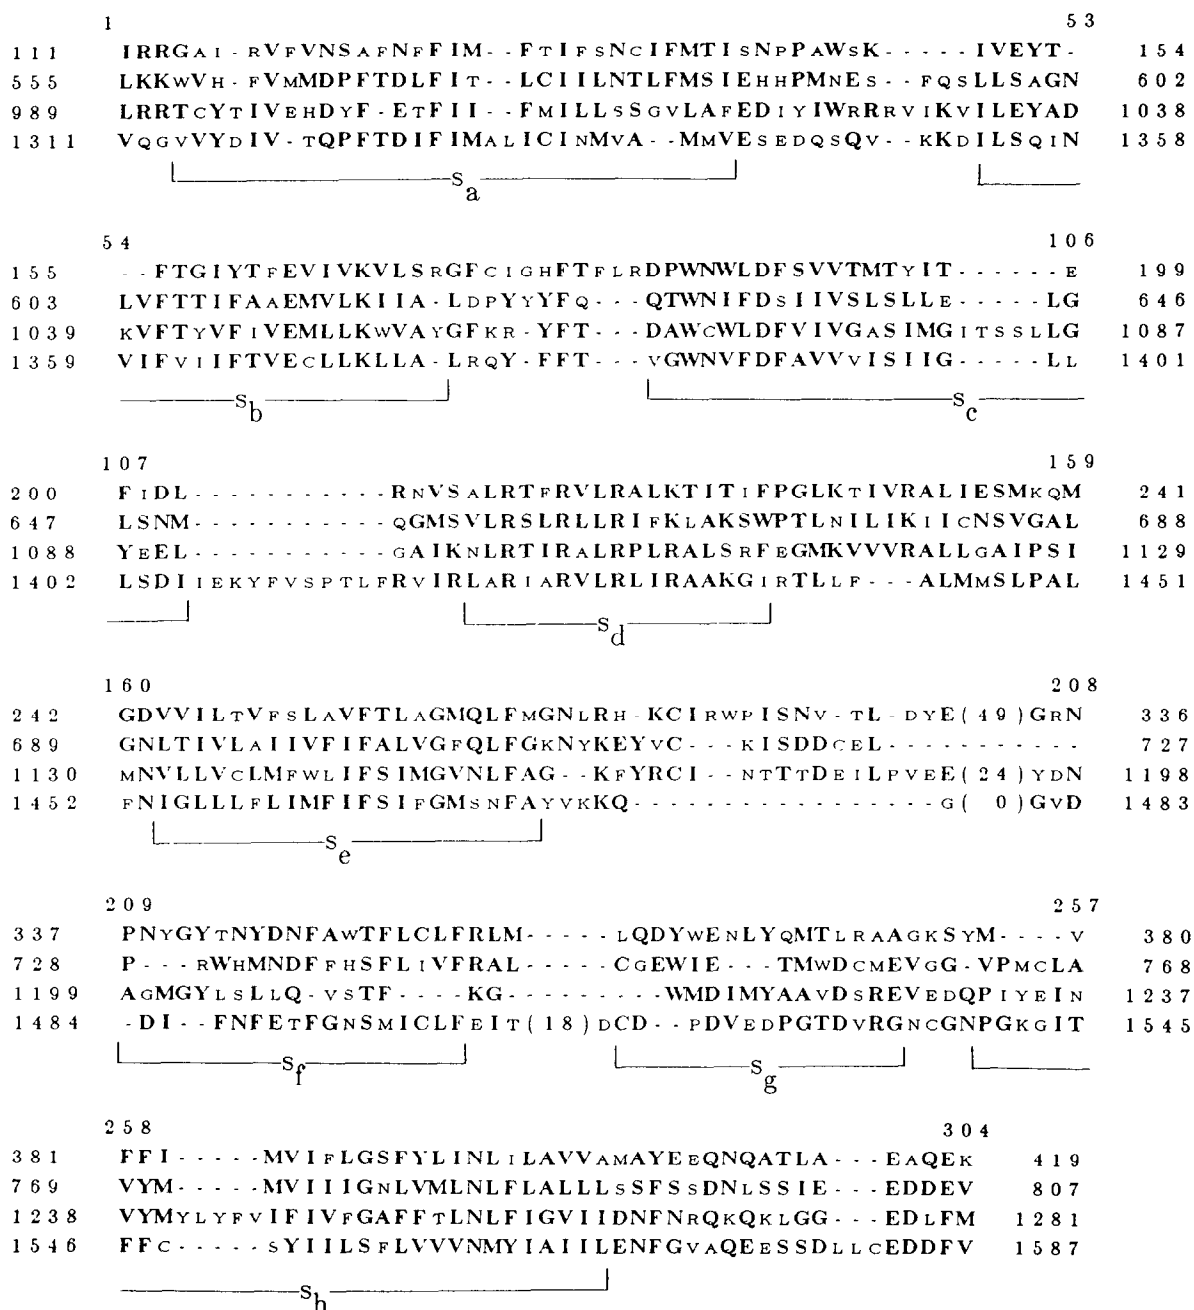 1 53
111 IRRGAI-RVFVNSAFNFFIM--FTIFSNCIFMTISNPPAWSK-----IVEYT- 154
555 LKKWVH-FVMMDPFTDLFIT--LCIILNTLFMSIEHHPMNES--FQSLLSAGN 602
989 LRRTCYTIVEHDYF-ETFII--FMILLSSGVLAFEDIYIWRRRVIKVILEYAD 1038
1311 VQGVVYDIV-TQPFTDIFIMALICINMVA--MMVESEDQSQV--KKDILSQIN 1358
Sa
54 106
155 --FTGIYTFEVIVKVLSRGFCIGHFTFLRDPWNWLDFSVVTMTYIT------E 199
603 LVFTTIFAAEMVLKIIA-LDPYYYFQ---QTWNIFDSIIVSLSLLE-----LG 646
1039 KVFTYVFIVEMLLKWVAYGFKR-YFT---DAWCWLDFVIVGASIMGITSSLLG 1087
1359 VIFVIIFTVECLLKLLA-LRQY-FFT---VGWNVFDFAVVVISIIG-----LL 1401
Sb Sc
107 159
200 FIDL-----------RNVSALRTFRVLRALKTITIFPGLKTIVRALIESMKQM 241
647 LSNM-----------QGMSVLRSLRLLRIFKLAKSWPTLNILIKIICNSVGAL 688
1088 YEEL-----------GAIKNLRTIRALRPLRALSRFEGMKVVVRALLGAIPSI 1129
1402 LSDIIEKYFVSPTLFRVIRLARIARVLRLIRAAKGIRTLLF---ALMMSLPAL 1451
Sd
160 208
242 GDVVILTVFSLAVFTLAGMQLFMGNLRH-KCIRWPISNV-TL-DYE(49)GRN 336
689 GNLTIVLAIIVFIFALVGFQLFGKNYKEYVC---KISDDCEL----------- 727
1130 MNVLLVCLMFWLIFSIMGVNLFAG--KFYRCI--NTTTDEILPVEE(24)YDN 1198
1452 FNIGLLLFLIMFIFSIFGMSNFAYVKKQ----------------G( 0)GVD 1483
Se
209 257
337 PNYGYTNYDNFAWTFLCLFRLM-----LQDYWENLYQMTLRAAGKSYM----V 380
728 P---RWHMNDFFHSFLIVFRAL-----CGEWIE---TMWDCMEVGG-VPMCLA 768
1199 AGMGYLSLLQ-VSTF----KG---------WMDIMYAAVDSREVEDQPIYEIN 1237
1484 -DI--FNFETFGNSMICLFEIT(18)DCD--PDVEDPGTDVRGNCGNPGKGIT 1545
Sf Sg
258 304
381 FFI-----MVIFLGSFYLINLILAVVAMAYEEQNQATLA---EAQEK 419
769 VYM-----MVIIIGNLVMLNLFLALLLSSFSSDNLSSIE---EDDEV 807
1238 VYMYLYFVIFIVFGAFFTLNLFIGVIIDNFNRQKQKLGG---EDLFM 1281
1546 FFC-----SYIILSFLVVVNMYIAIILENFGVAQEESSDLLCEDDFV 1587
Sh